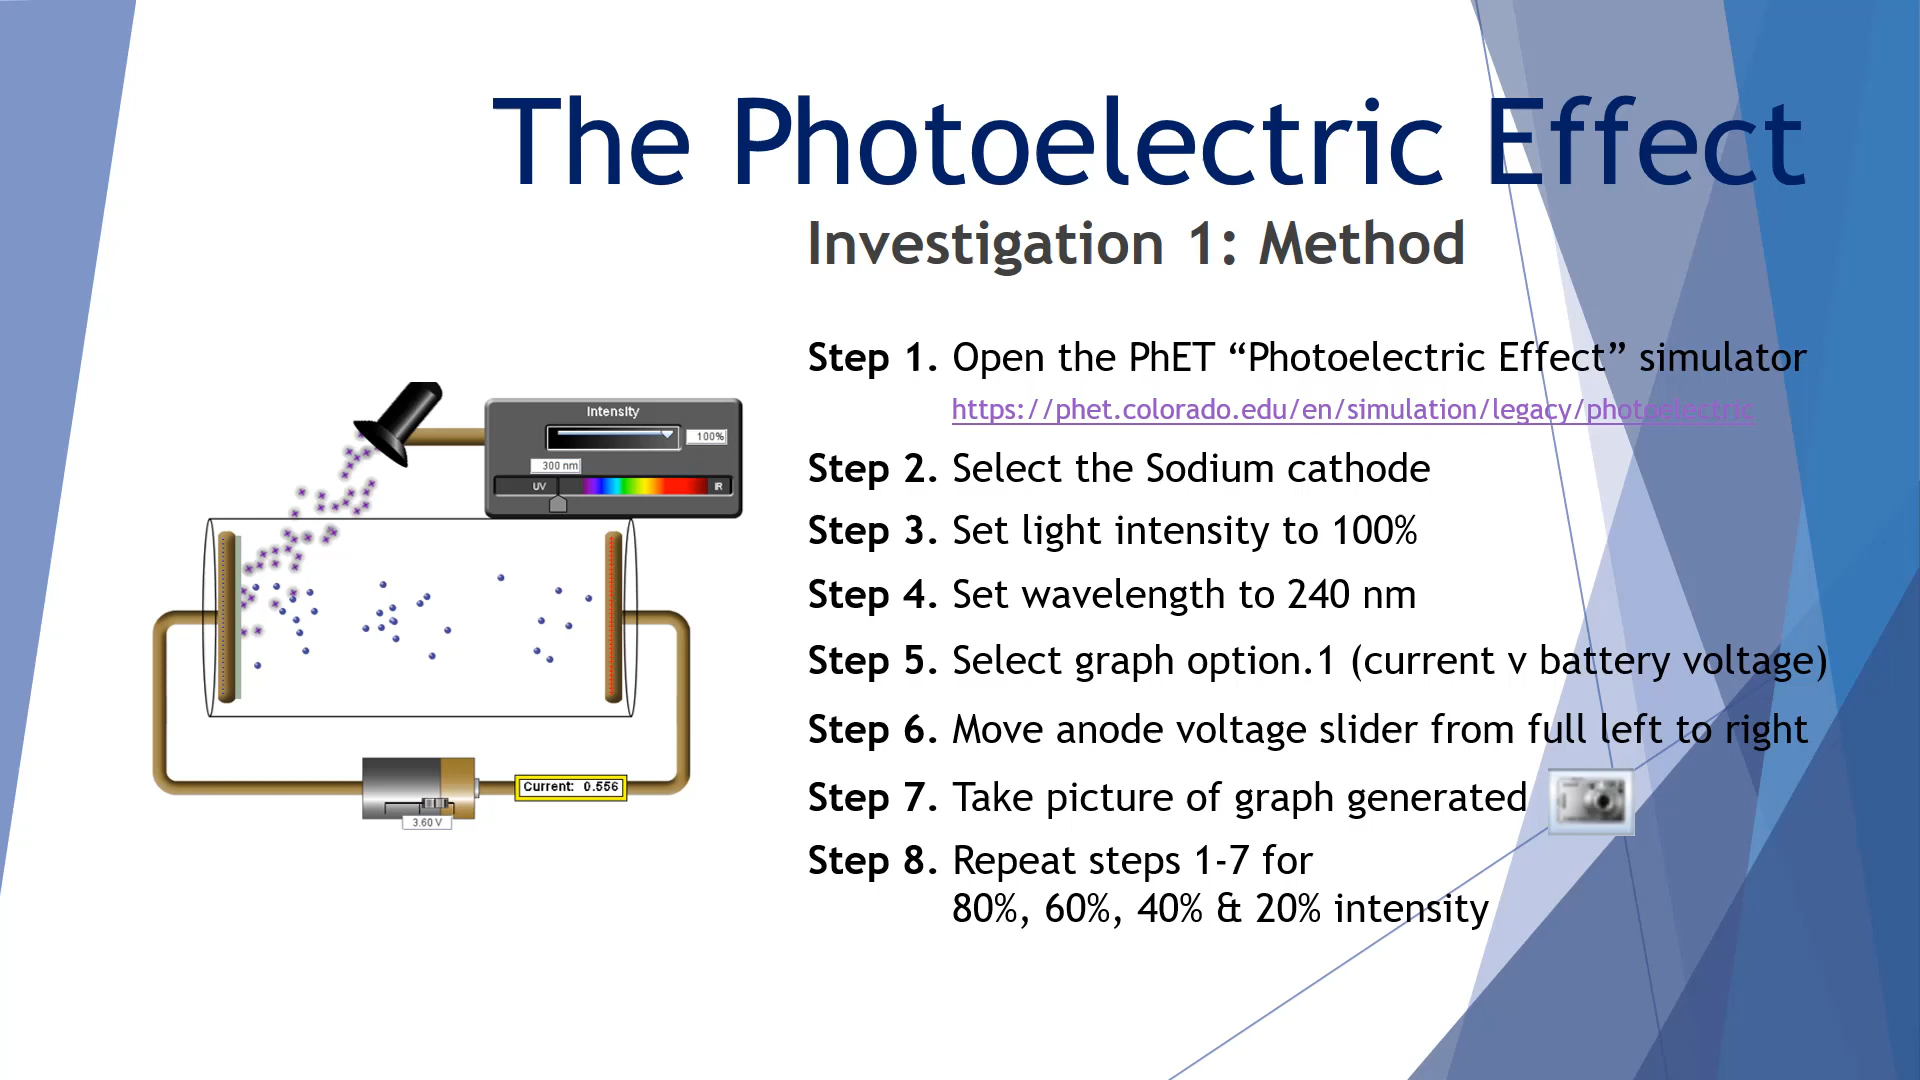 The Photoelectric Effect
Investigation 1: Method
Step 1. Open the PhET “Photoelectric Effect” simulator
https://phet.colorado.edu/en/simulation/legacy/photoelectric
Step 2. Select the Sodium cathode
Step 3. Set light intensity to 100%
Step 4. Set wavelength to 240 nm
Step 5. Select graph option.1 (current v battery voltage)
Step 6. Move anode voltage slider from full left to right
Step 7. Take picture of graph generated
Step 8. Repeat steps 1-7 for
80%, 60%, 40% & 20% intensity
Intensity
100%
300 nm
UV IR
Current: 0.556
3.60 V